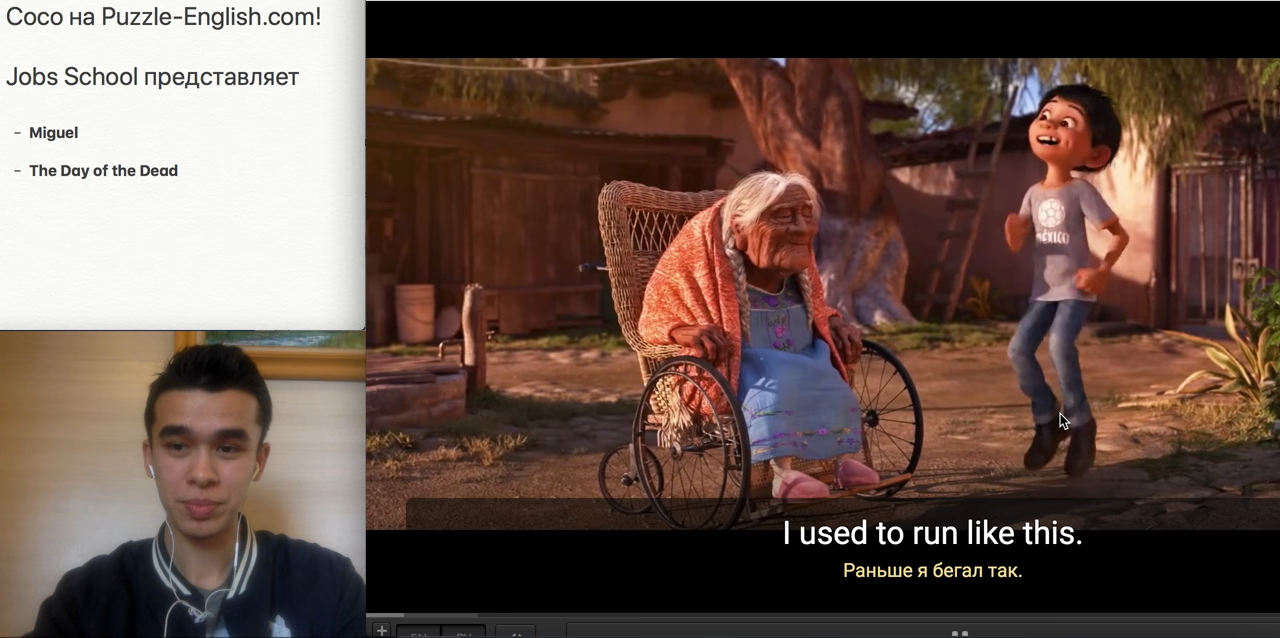 Coco на Puzzle-English.com!
Jobs School представляет
- Miguel
- The Day of the Dead
MÉXICO
I used to run like this.
Раньше я бегал так.